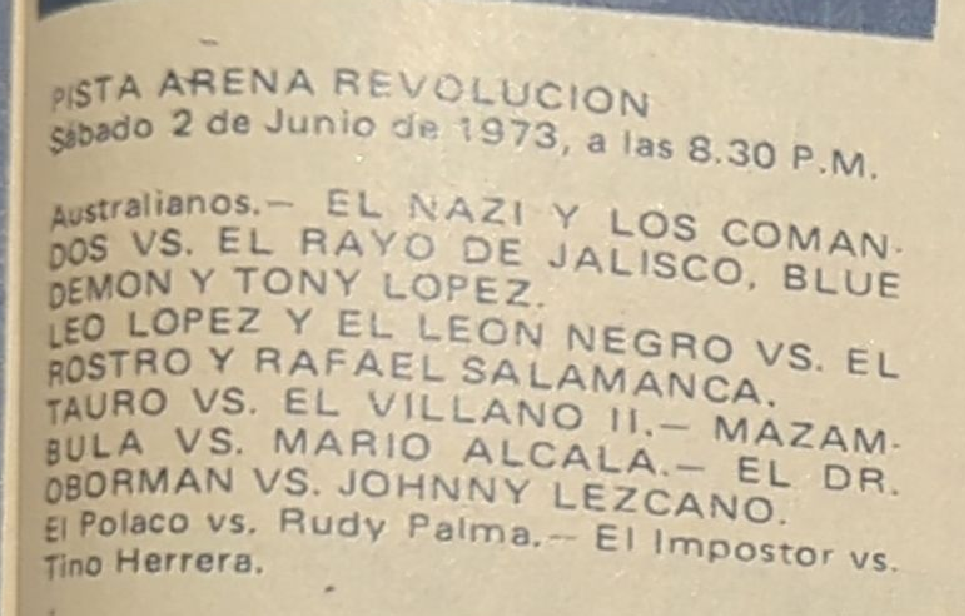 PISTA ARENA REVOLUCION
Sábado 2 de Junio de 1973, a las 8.30 P.M.
Australianos.— EL NAZI Y LOS COMAN-
DOS VS. EL RAYO DE JALISCO, BLUE
DEMON Y TONY LOPEZ.
LEO LOPEZ Y EL LEON NEGRO VS. EL
ROSTRO Y RAFAEL SALAMANCA.
TAURO VS. EL VILLANO II.— MAZAM-
BULA VS. MARIO ALCALA.— EL DR.
OBORMAN VS. JOHNNY LEZCANO.
El Polaco vs. Rudy Palma.— El Impostor vs.
Tino Herrera.